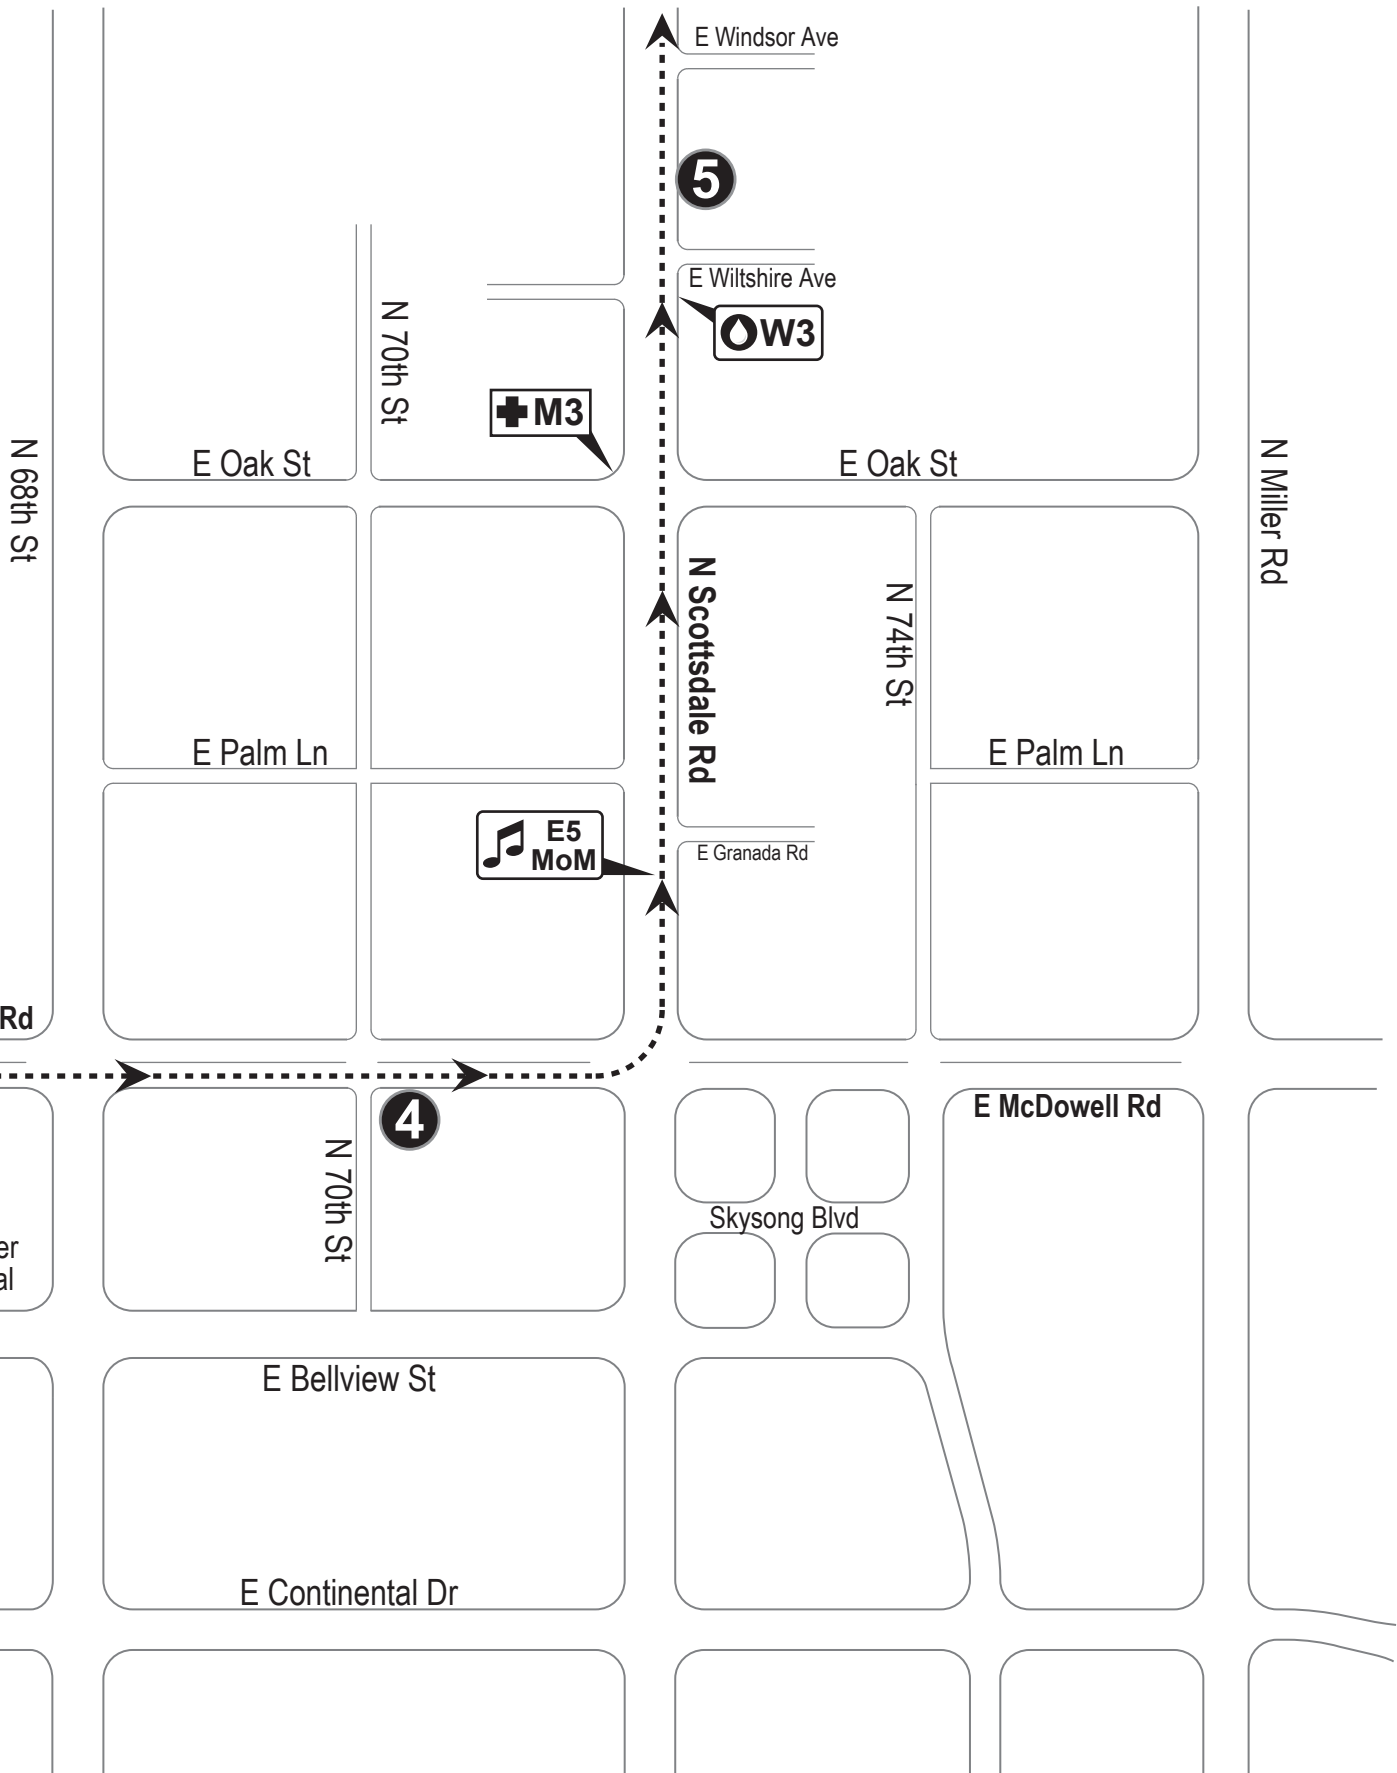 E Windsor Ave
5
E Wiltshire Ave
N 70th St
W3
M3
E Oak St
E Oak St
N 68th St
N Miller Rd
N Scottsdale Rd
N 74th St
E Palm Ln
E Palm Ln
E5
MoM
E Granada Rd
Rd
4
E McDowell Rd
N 70th St
Skysong Blvd
er
al
E Bellview St
E Continental Dr